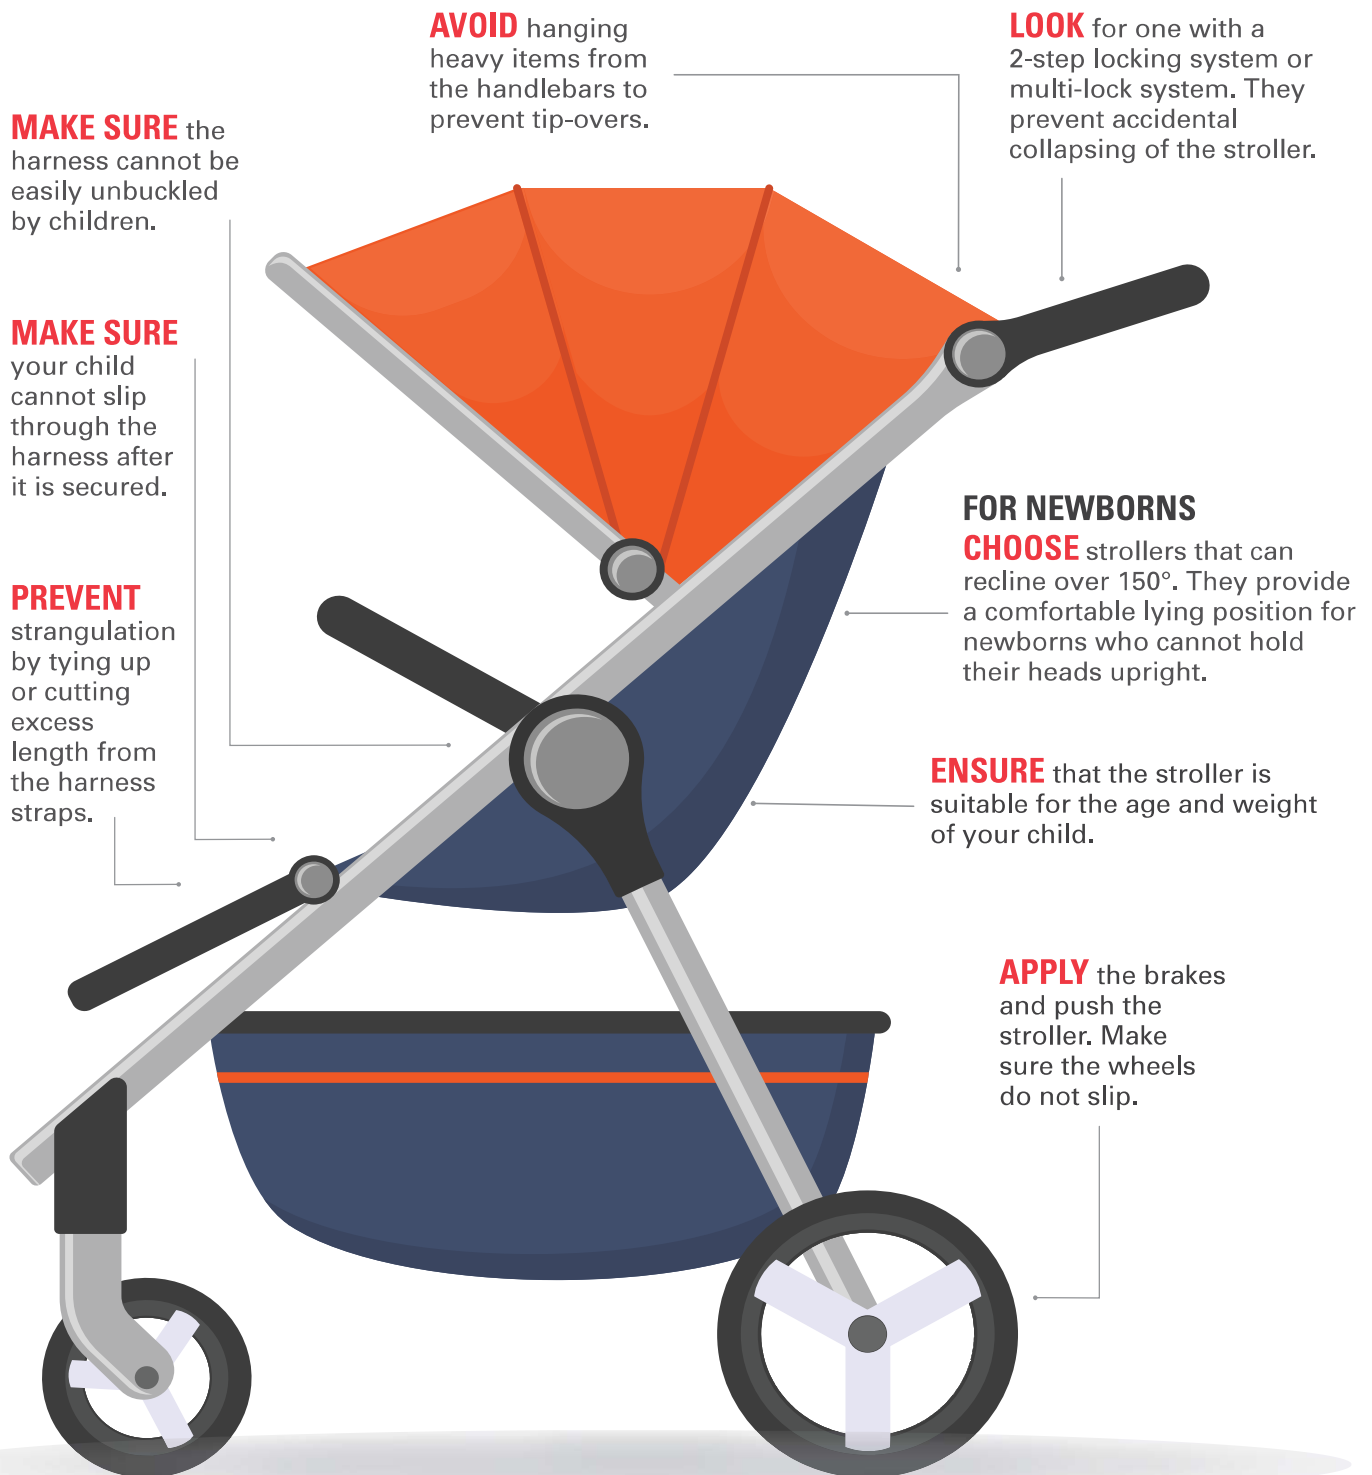 AVOID hanging
heavy items from
the handlebars to
prevent tip-overs.
LOOK for one with a
2-step locking system or
multi-lock system. They
prevent accidental
collapsing of the stroller.
MAKE SURE the
harness cannot be
easily unbuckled
by children.
MAKE SURE
your child
cannot slip
through the
harness after
it is secured.
PREVENT
strangulation
by tying up
or cutting
excess
length from
the harness
straps.
FOR NEWBORNS
CHOOSE strollers that can
recline over 150°. They provide
a comfortable lying position for
newborns who cannot hold
their heads upright.
ENSURE that the stroller is
suitable for the age and weight
of your child.
APPLY the brakes
and push the
stroller. Make
sure the wheels
do not slip.